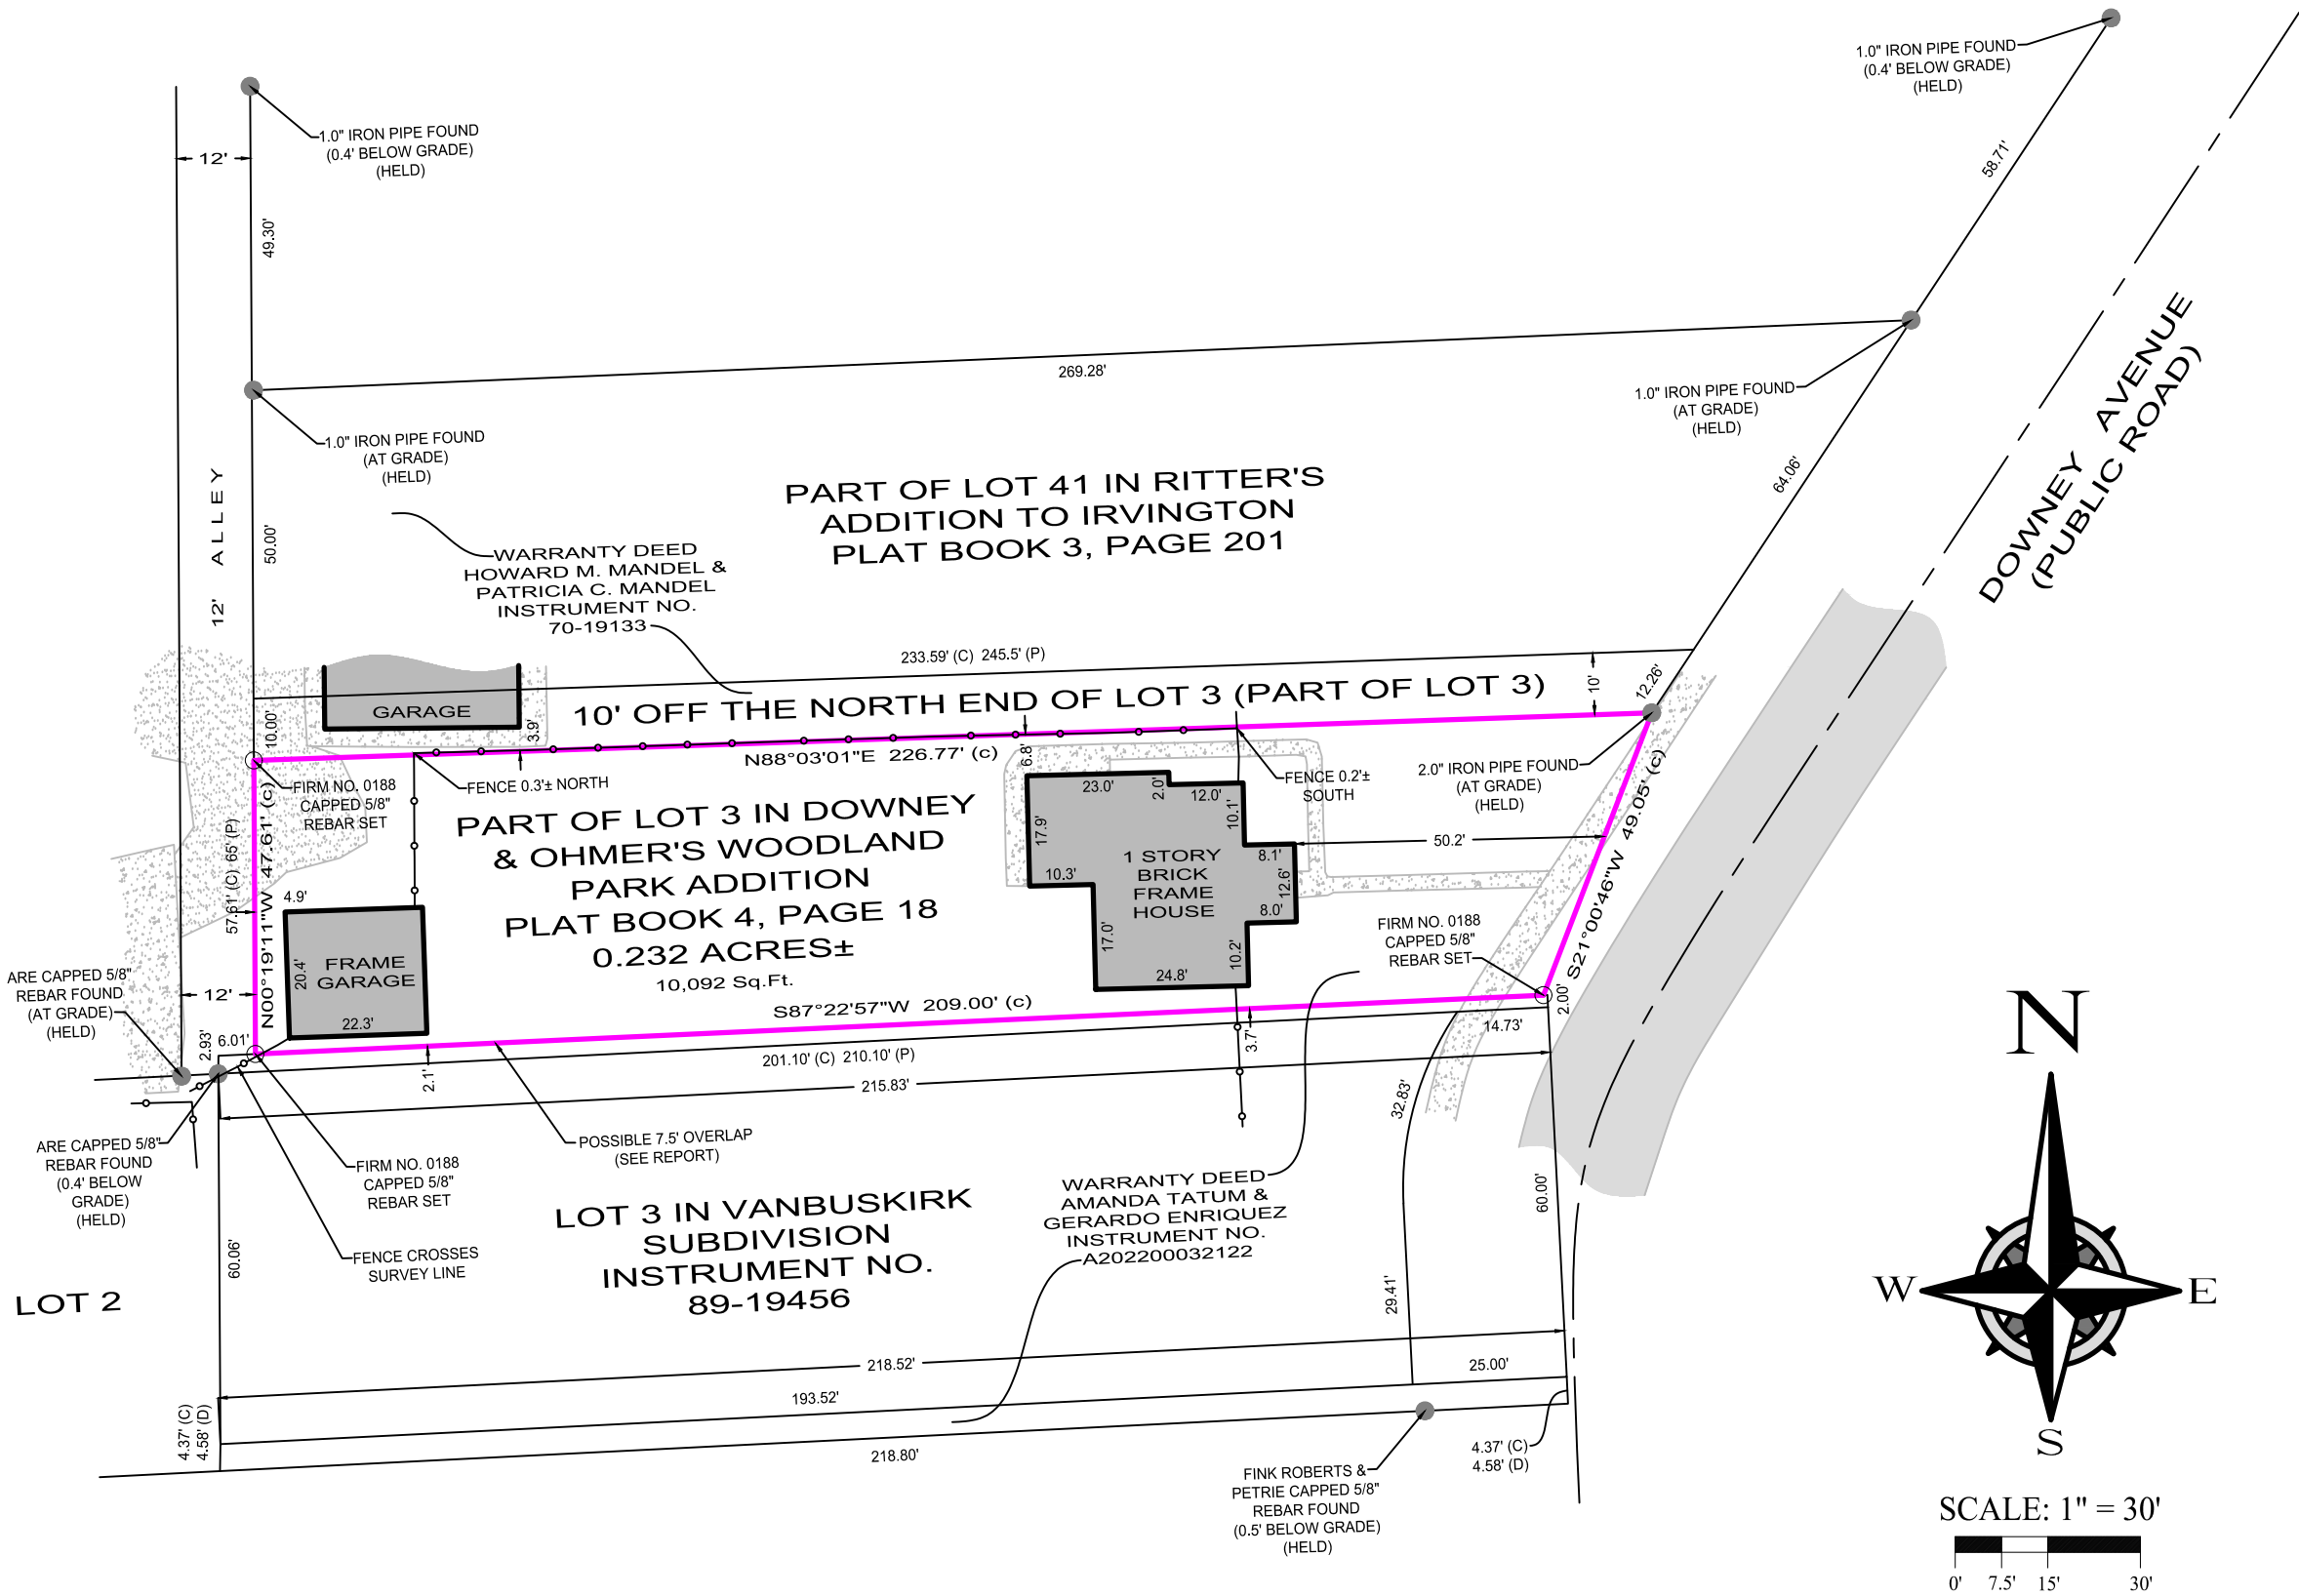 1.0" IRON PIPE FOUND
(0.4' BELOW GRADE)
(HELD)
1.0" IRON PIPE FOUND
(0.4' BELOW GRADE)
(HELD)
12'
58.71'
49.30'
269.28'
1.0" IRON PIPE FOUND
(AT GRADE)
(HELD)
1.0" IRON PIPE FOUND
(AT GRADE)
(HELD)
DOWNEY AVENUE
(PUBLIC ROAD)
64.06'
12' ALLEY
50.00'
PART OF LOT 41 IN RITTER'S
ADDITION TO IRVINGTON
PLAT BOOK 3, PAGE 201
WARRANTY DEED
HOWARD M. MANDEL &
PATRICIA C. MANDEL
INSTRUMENT NO.
70-19133
233.59' (C) 245.5' (P)
10' OFF THE NORTH END OF LOT 3 (PART OF LOT 3)
10'
12.26'
GARAGE
10.00'
3.9'
N88°03'01"E 226.77' (c)
6.8'
FIRM NO. 0188
CAPPED 5/8"
REBAR SET
FENCE 0.3'± NORTH
FENCE 0.2'±
SOUTH
2.0" IRON PIPE FOUND
(AT GRADE)
(HELD)
S21°00'46"W 49.05' (c)
PART OF LOT 3 IN DOWNEY
& OHMER'S WOODLAND
PARK ADDITION
PLAT BOOK 4, PAGE 18
0.232 ACRES±
10,092 Sq.Ft.
23.0'
2.0'
12.0'
10.1'
17.9'
10.3'
1 STORY
BRICK
FRAME
HOUSE
8.1'
12.6'
8.0'
17.0'
10.2'
24.8'
50.2'
57.61' (C) 65' (P)
N00°19'11"W 47.61' (c)
4.9'
FRAME
GARAGE
20.4'
22.3'
FIRM NO. 0188
CAPPED 5/8"
REBAR SET
ARE CAPPED 5/8"
REBAR FOUND
(AT GRADE)
(HELD)
12'
S87°22'57"W 209.00' (c)
2.00'
14.73'
2.93'
6.01'
201.10' (C) 210.10' (P)
3.7'
2.1'
215.83'
32.83'
ARE CAPPED 5/8"
REBAR FOUND
(0.4' BELOW
GRADE)
(HELD)
FIRM NO. 0188
CAPPED 5/8"
REBAR SET
POSSIBLE 7.5' OVERLAP
(SEE REPORT)
WARRANTY DEED
AMANDA TATUM &
GERARDO ENRIQUEZ
INSTRUMENT NO.
A202200032122
60.00'
LOT 3 IN VANBUSKIRK
SUBDIVISION
INSTRUMENT NO.
89-19456
FENCE CROSSES
SURVEY LINE
60.06'
LOT 2
29.41'
218.52'
25.00'
193.52'
4.37' (C)
4.58' (D)
218.80'
4.37' (C)
4.58' (D)
FINK ROBERTS &
PETRIE CAPPED 5/8"
REBAR FOUND
(0.5' BELOW GRADE)
(HELD)
N
W
E
S
SCALE: 1" = 30'
0' 7.5' 15' 30'